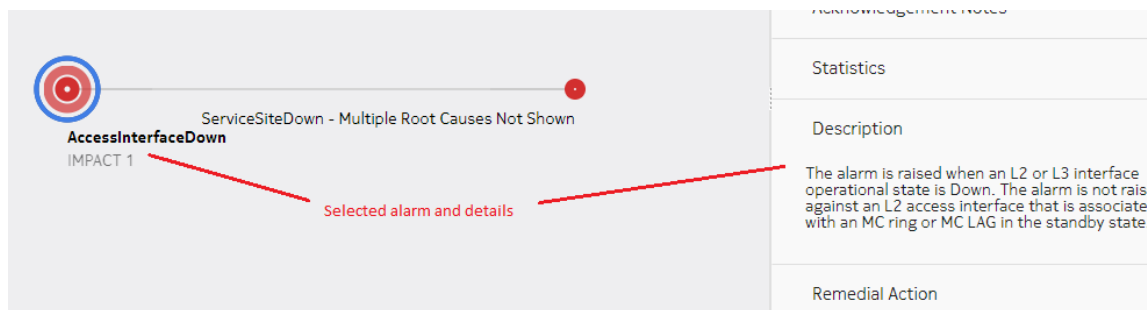 Statistics
ServiceSiteDown - Multiple Root Causes Not Shown
AccessInterfaceDown
IMPACT 1
Selected alarm and details
Description
The alarm is raised when an L2 or L3 interface
operational state is Down. The alarm is not rais
against an L2 access interface that is associate
with an MC ring or MC LAG in the standby state
Remedial Action